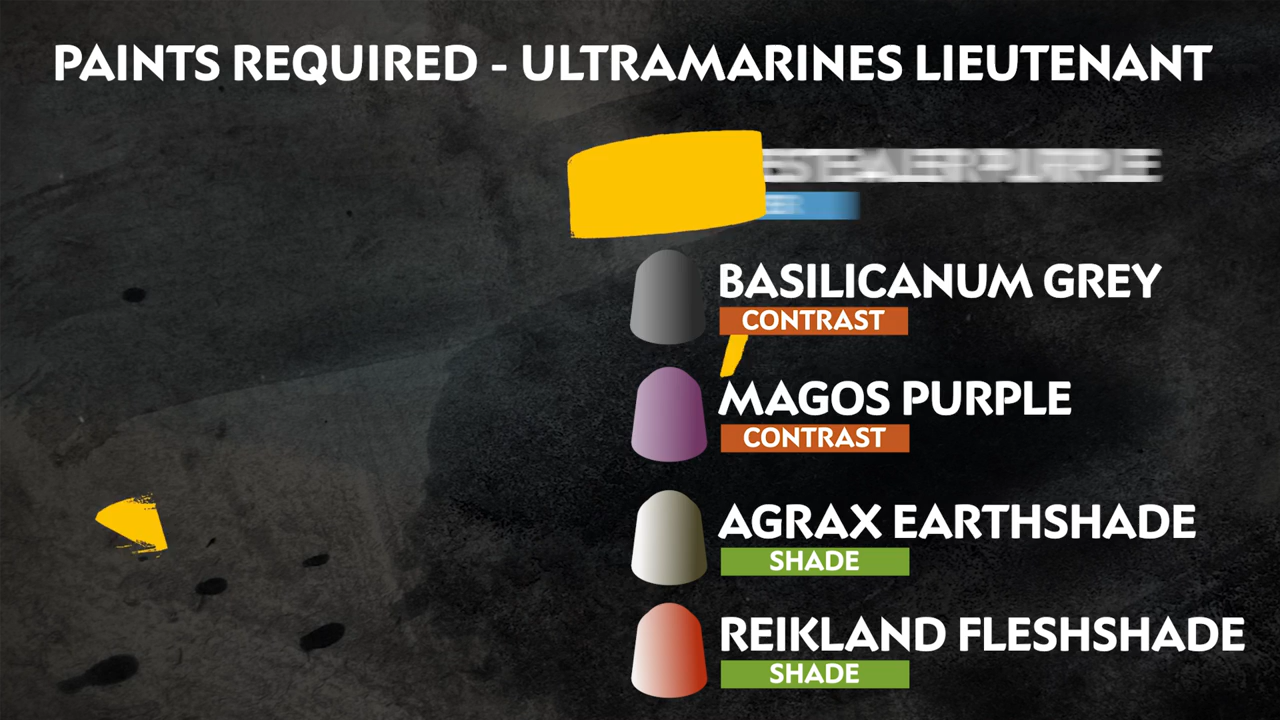 PAINTS REQUIRED - ULTRAMARINES LIEUTENANT
BASILICANUM GREY
CONTRAST
MAGOS PURPLE
CONTRAST
AGRAX EARTHSHADE
SHADE
REIKLAND FLESHSHADE
SHADE